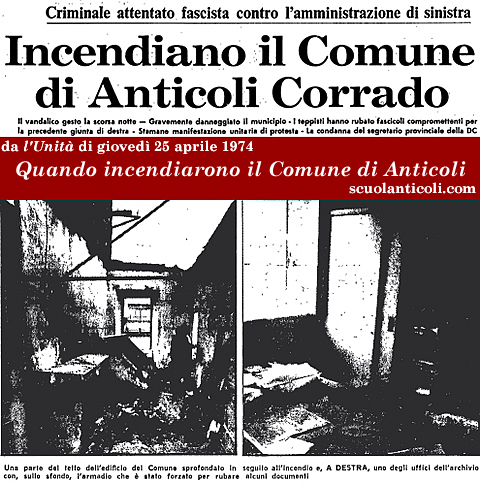 Criminale attentato fascista contro l'amministrazione di sinistra
Incendiano il Comune
di Anticoli Corrado
Il vandalico gesto la scorsa notte — Gravemente danneggiato il municipio - I teppisti hanno rubato fascicoli compromettenti per
la precedente giunta di destra - Stamane manifestazione unitaria di protesta - La condanna del segretario provinciale della DC
da l'Unità di giovedì 25 aprile 1974
Quando incendiarono il Comune di Anticoli
scuolanticoli.com
Una parte del tetto dell'edificio del Comune sprofondato in seguito all'incendio e, A DESTRA, uno degli uffici dell'archivio
con, sullo sfondo, l'armadio che è stato forzato per rubare alcuni documenti